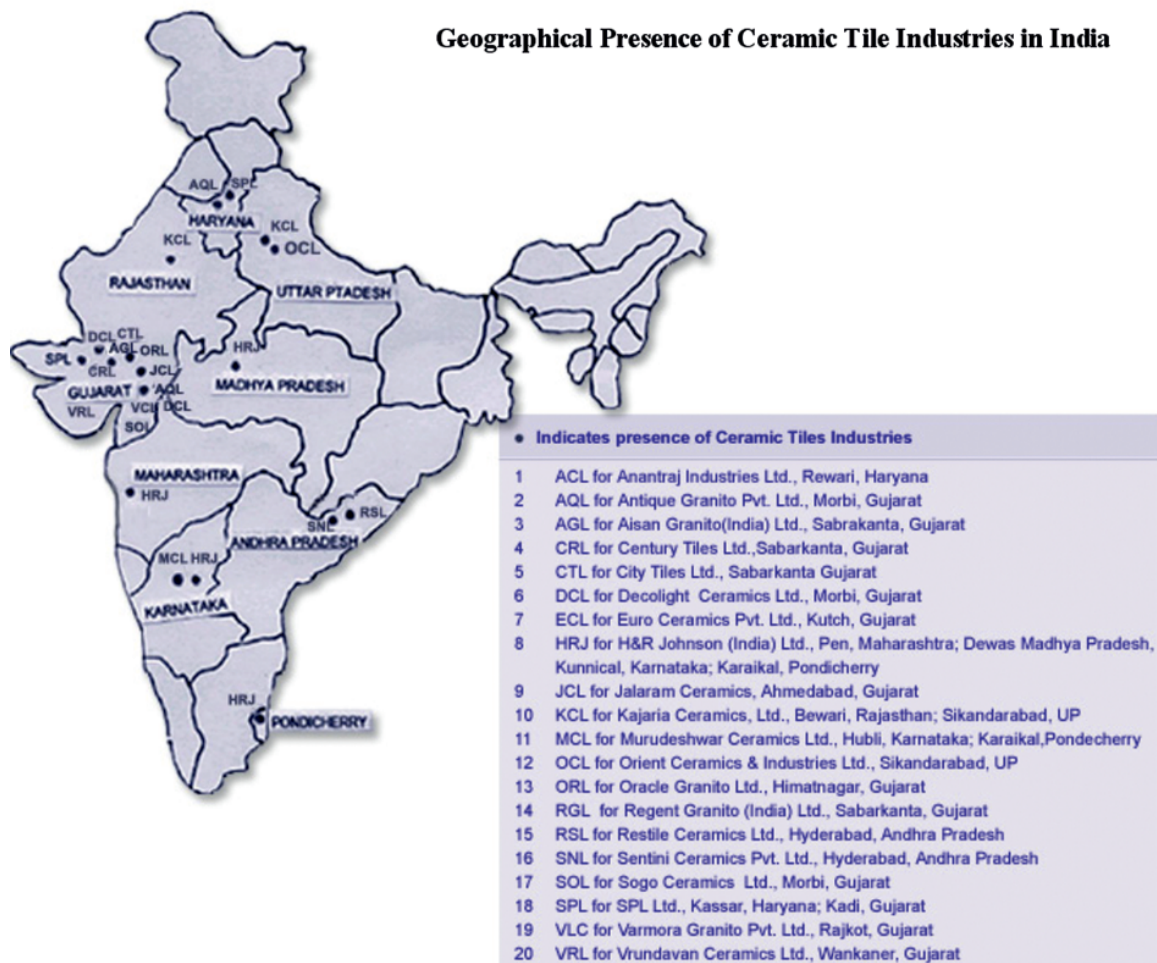 Geographical Presence of Ceramic Tile Industries in India
AQL SPL
HARYANA
KCL
KCL
OCL
RAJASTHAN
UTTAR PTADESH
DCL CTL
SPL AGL ORL
HRJ
CRL JCL
GUJARAT AQL
MADHYA PRADESH
VRL VCL DCL
SOL
MAHARASHTRA
HRJ
SNL RSL
ANDHRA PRADESH
MCL HRJ
KARNATAKA
HRJ
PONDICHERRY
• Indicates presence of Ceramic Tiles Industries
1 ACL for Anantraj Industries Ltd., Rewari, Haryana
2 AQL for Antique Granito Pvt. Ltd., Morbi, Gujarat
3 AGL for Aisan Granito(India) Ltd., Sabrakanta, Gujarat
4 CRL for Century Tiles Ltd.,Sabarkanta, Gujarat
5 CTL for City Tiles Ltd., Sabarkanta Gujarat
6 DCL for Decolight Ceramics Ltd., Morbi, Gujarat
7 ECL for Euro Ceramics Pvt. Ltd., Kutch, Gujarat
8 HRJ for H&R Johnson (India) Ltd., Pen, Maharashtra; Dewas Madhya Pradesh,
Kunnical, Karnataka; Karaikal, Pondicherry
9 JCL for Jalaram Ceramics, Ahmedabad, Gujarat
10 KCL for Kajaria Ceramics, Ltd., Bewari, Rajasthan; Sikandarabad, UP
11 MCL for Murudeshwar Ceramics Ltd., Hubli, Karnataka; Karaikal,Pondecherry
12 OCL for Orient Ceramics & Industries Ltd., Sikandarabad, UP
13 ORL for Oracle Granito Ltd., Himatnagar, Gujarat
14 RGL for Regent Granito (India) Ltd., Sabarkanta, Gujarat
15 RSL for Restile Ceramics Ltd., Hyderabad, Andhra Pradesh
16 SNL for Sentini Ceramics Pvt. Ltd., Hyderabad, Andhra Pradesh
17 SOL for Sogo Ceramics Ltd., Morbi, Gujarat
18 SPL for SPL Ltd., Kassar, Haryana; Kadi, Gujarat
19 VLC for Varmora Granito Pvt. Ltd., Rajkot, Gujarat
20 VRL for Vrundavan Ceramics Ltd., Wankaner, Gujarat